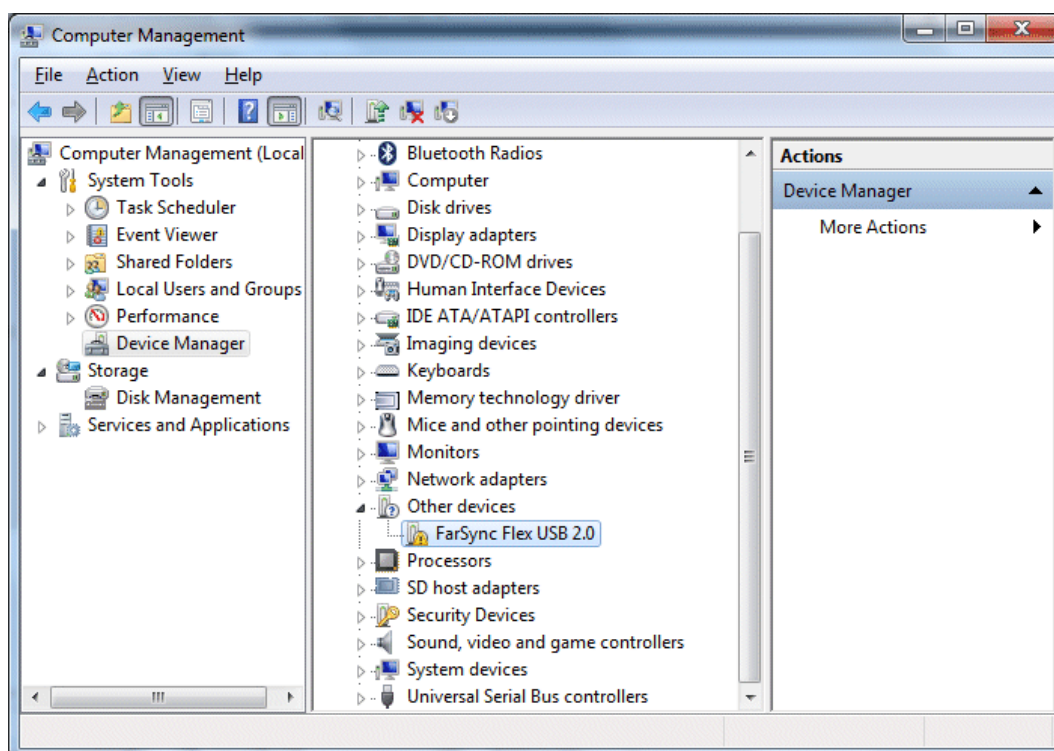 Computer Management
File Action View Help
Computer Management (Local
System Tools
Task Scheduler
Event Viewer
Shared Folders
Local Users and Groups
Performance
Device Manager
Storage
Disk Management
Services and Applications
Bluetooth Radios
Computer
Disk drives
Display adapters
DVD/CD-ROM drives
Human Interface Devices
IDE ATA/ATAPI controllers
Imaging devices
Keyboards
Memory technology driver
Mice and other pointing devices
Monitors
Network adapters
Other devices
FarSync Flex USB 2.0
Processors
SD host adapters
Security Devices
Sound, video and game controllers
System devices
Universal Serial Bus controllers
Actions
Device Manager
More Actions